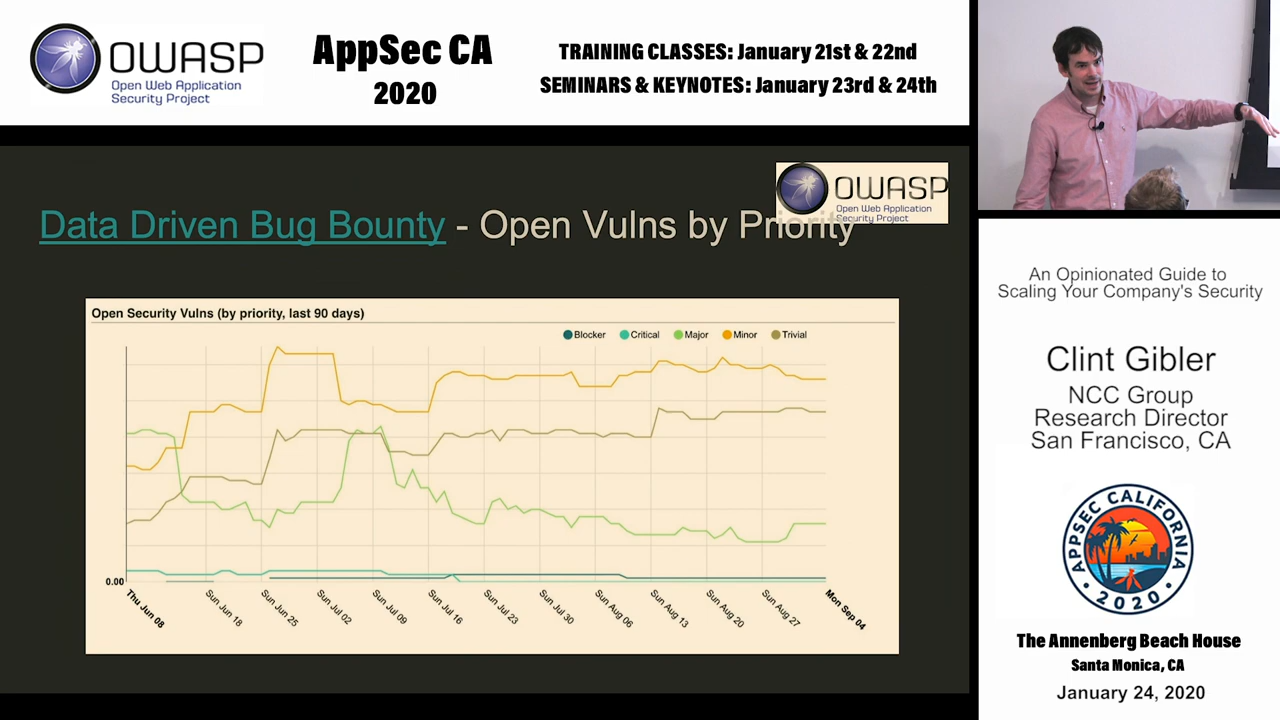 OWASP
Open Web Application
Security Project
AppSec CA
2020
TRAINING CLASSES: January 21st & 22nd
SEMINARS & KEYNOTES: January 23rd & 24th
OWASP
Open Web Application
Security Project
Data Driven Bug Bounty - Open Vulns by Priority
Open Security Vulns (by priority, last 90 days)
Blocker Critical Major Minor Trivial
0.00
Thu Jun 08
Sun Jun 18
Sun Jun 25
Sun Jul 02
Sun Jul 09
Sun Jul 16
Sun Jul 23
Sun Jul 30
Sun Aug 06
Sun Aug 13
Sun Aug 20
Sun Aug 27
Mon Sep 04
An Opinionated Guide to
Scaling Your Company's Security
Clint Gibler
NCC Group
Research Director
San Francisco, CA
APPSEC CALIFORNIA
2020
The Annenberg Beach House
Santa Monica, CA
January 24, 2020